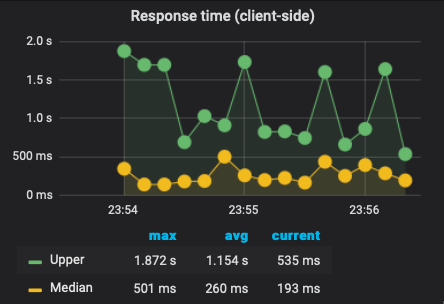 Response time (client-side)
2.0 s
1.5 s
1.0 s
500 ms
0 ms
23:54 23:55 23:56
max avg current
Upper 1.872 s 1.154 s 535 ms
Median 501 ms 260 ms 193 ms